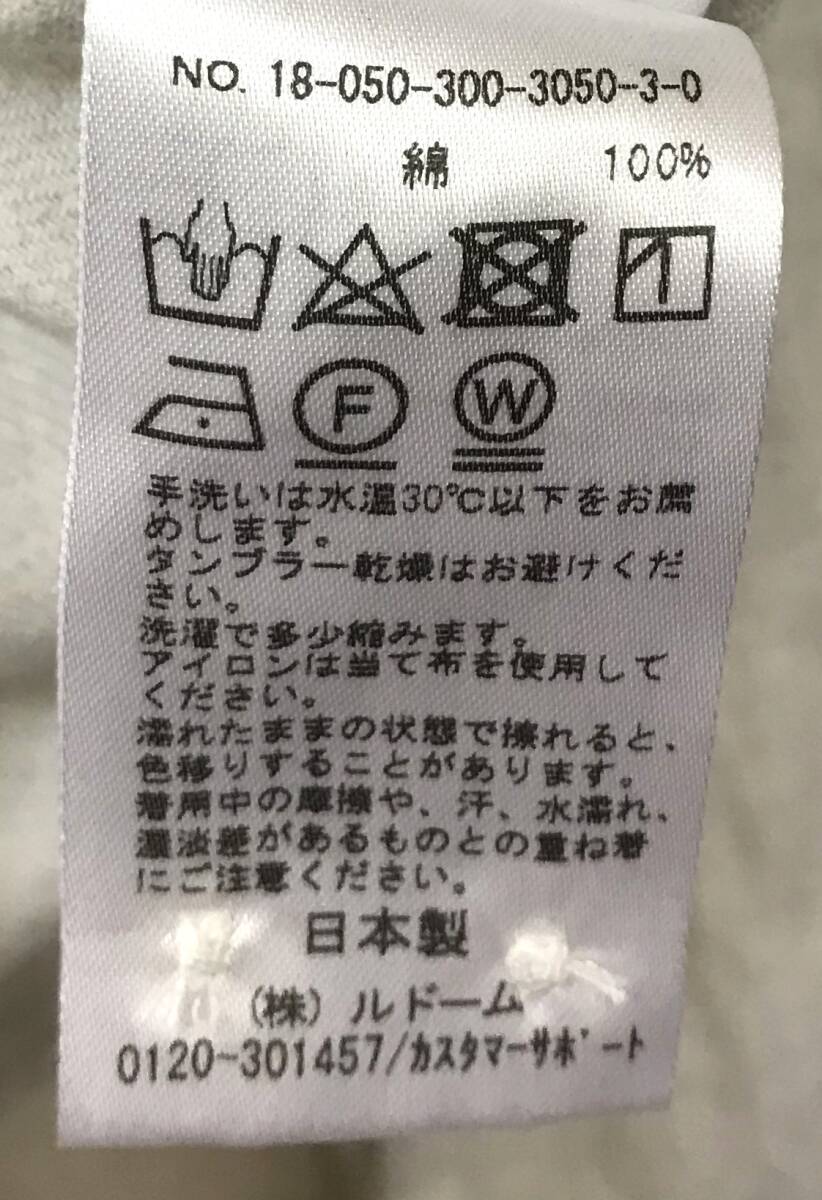 NO. 18-050-300-3050-3-0
綿 100%
F W
手洗いは水温30℃以下をお薦
めします。
タンブラー乾燥はお避けくだ
さい。
洗濯で多少縮みます。
アイロンは当て布を使用して
ください。
濡れたままの状態で擦れると、
色移りすることがあります。
着用中の摩擦や、汗、水濡れ、
濃淡差があるものとの重ね着
にご注意ください。
日本製
(株) ルドーム
0120-301457/ｶｽﾀﾏｰｻﾎﾟｰﾄ